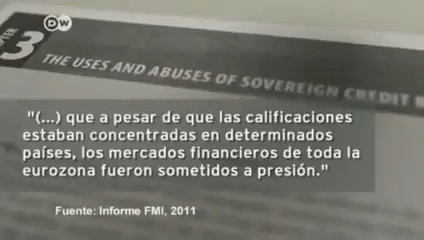 DW
3
THE USES AND ABUSES OF SOVEREIGN CREDIT
"(...) que a pesar de que las calificaciones
estaban concentradas en determinados
países, los mercados financieros de toda la
eurozona fueron sometidos a presión."
Fuente: Informe FMI, 2011